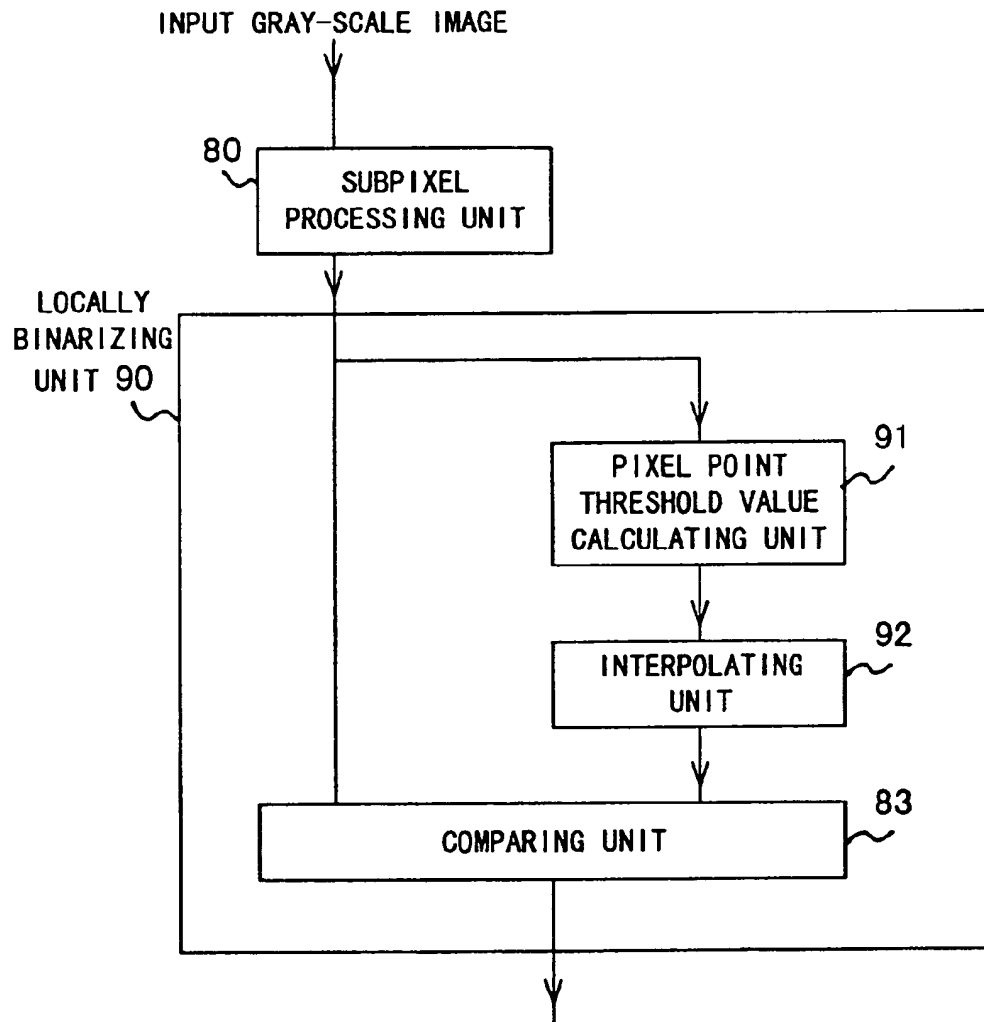 INPUT GRAY-SCALE IMAGE
80
SUBPIXEL
PROCESSING UNIT
LOCALLY
BINARIZING
UNIT 90
91
PIXEL POINT
THRESHOLD VALUE
CALCULATING UNIT
92
INTERPOLATING
UNIT
83
COMPARING UNIT